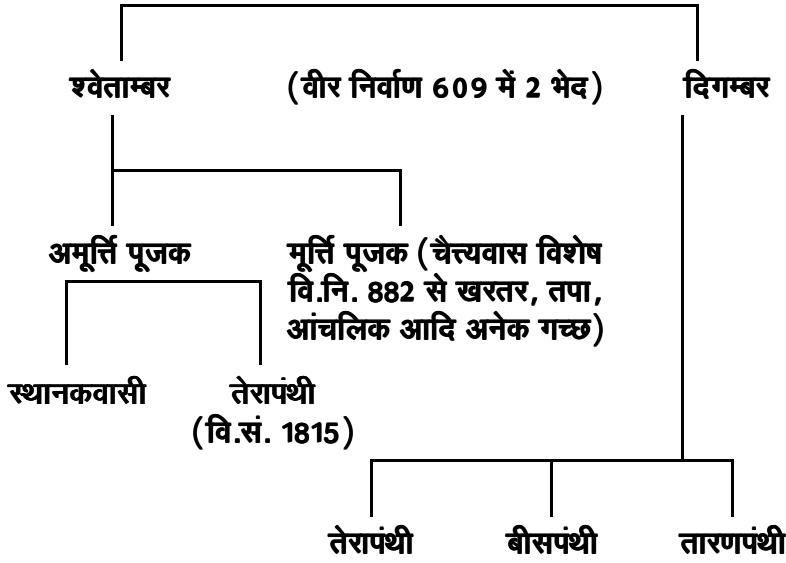 श्वेताम्बर (वीर निर्वाण 609 में 2 भेद) दिगम्बर
अमूर्त्ति पूजक मूर्त्ति पूजक (चैत्त्यवास विशेष
वि.नि. 882 से खरतर, तपा,
आंचलिक आदि अनेक गच्छ)
स्थानकवासी तेरापंथी
(वि.सं. 1815)
तेरापंथी बीसपंथी तारणपंथी